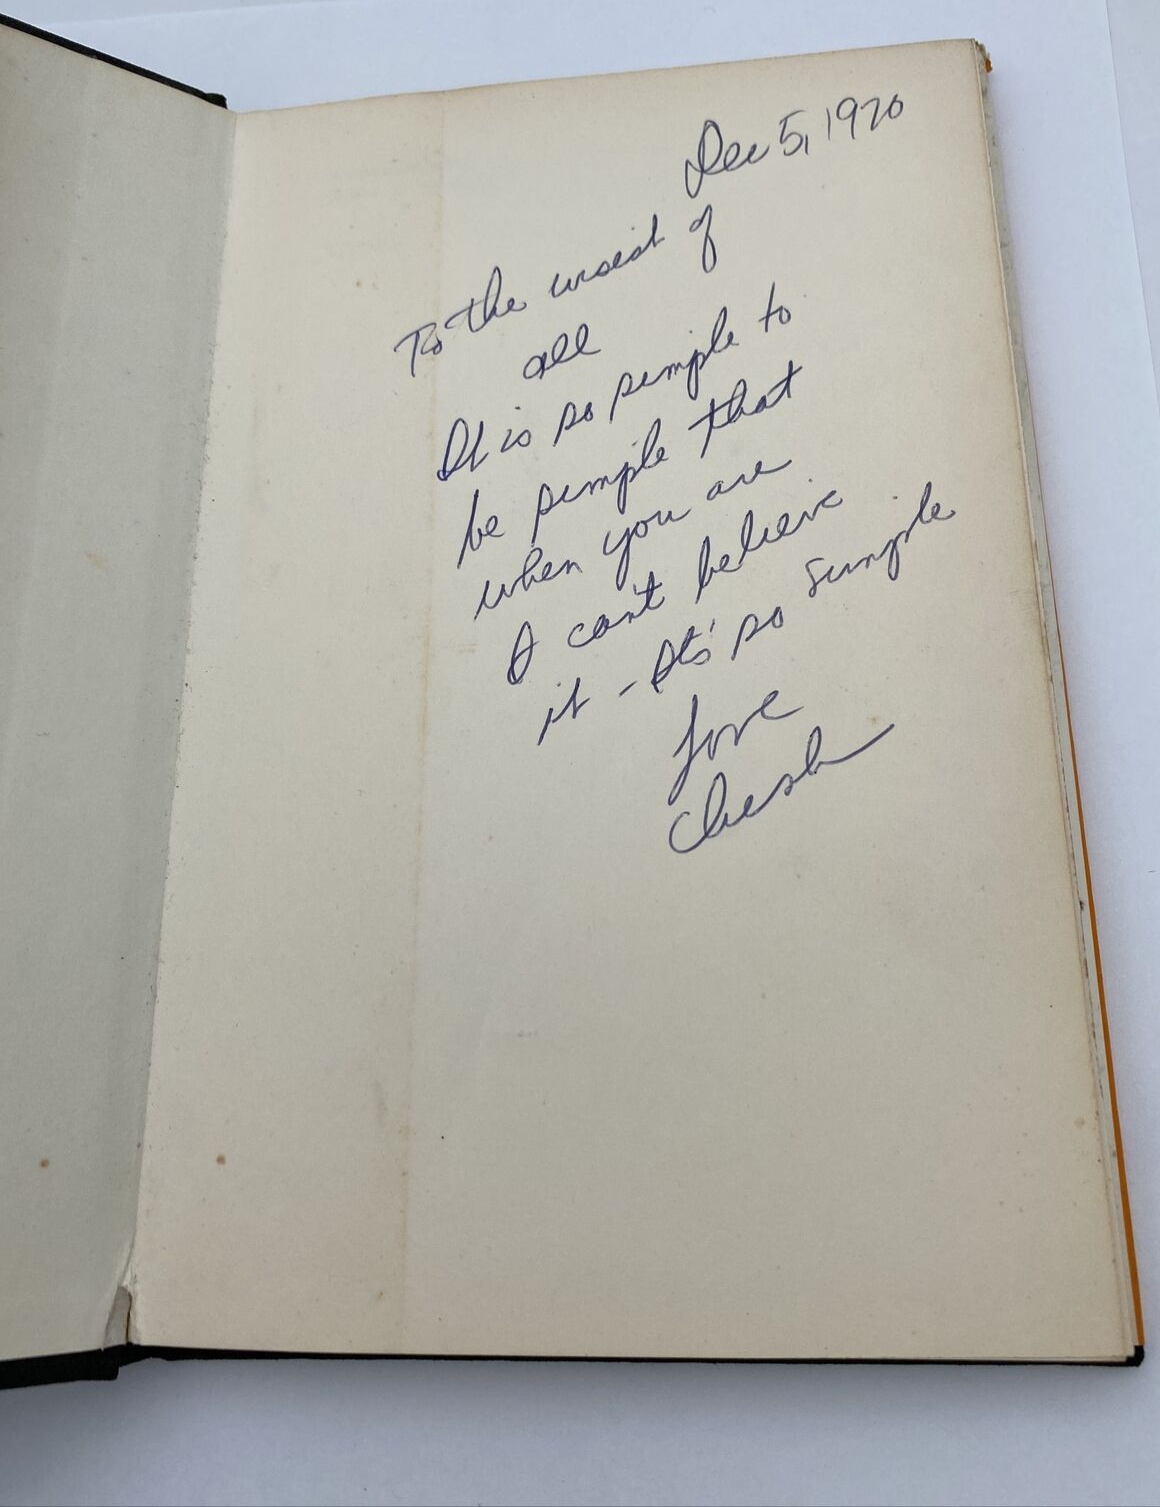 Dec 5, 1970
To the worst of
all
It is so simple to
be simple that
when you are
I can't believe
it - It's so simple
Love